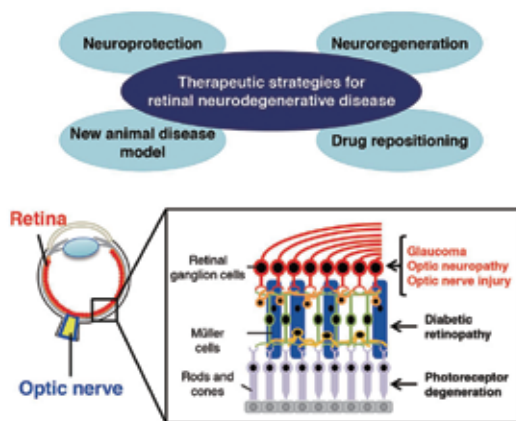 Neuroprotection
Neuroregeneration
Therapeutic strategies for
retinal neurodegenerative disease
New animal disease
model
Drug repositioning
Retina
Optic nerve
Retinal
ganglion cells
Müller
cells
Rods and
cones
Glaucoma
Optic neuropathy
Optic nerve injury
Diabetic
retinopathy
Photoreceptor
degeneration